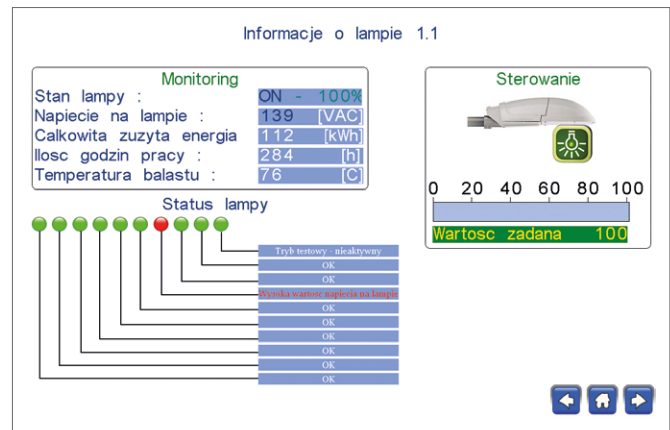 Informacje o lampie 1.1
Monitoring
Stan lampy : ON - 100%
Napiecie na lampie : 139 [VAC]
Calkowita zuzyta energia 112 [kWh]
Ilosc godzin pracy : 284 [h]
Temperatura balastu : 76 [C]
Sterowanie
0 20 40 60 80 100
Wartosc zadana 100
Status lampy
Tryb testowy - nieaktywny
OK
OK
Wysoka wartosc napiecia na lampie
OK
OK
OK
OK
OK
OK